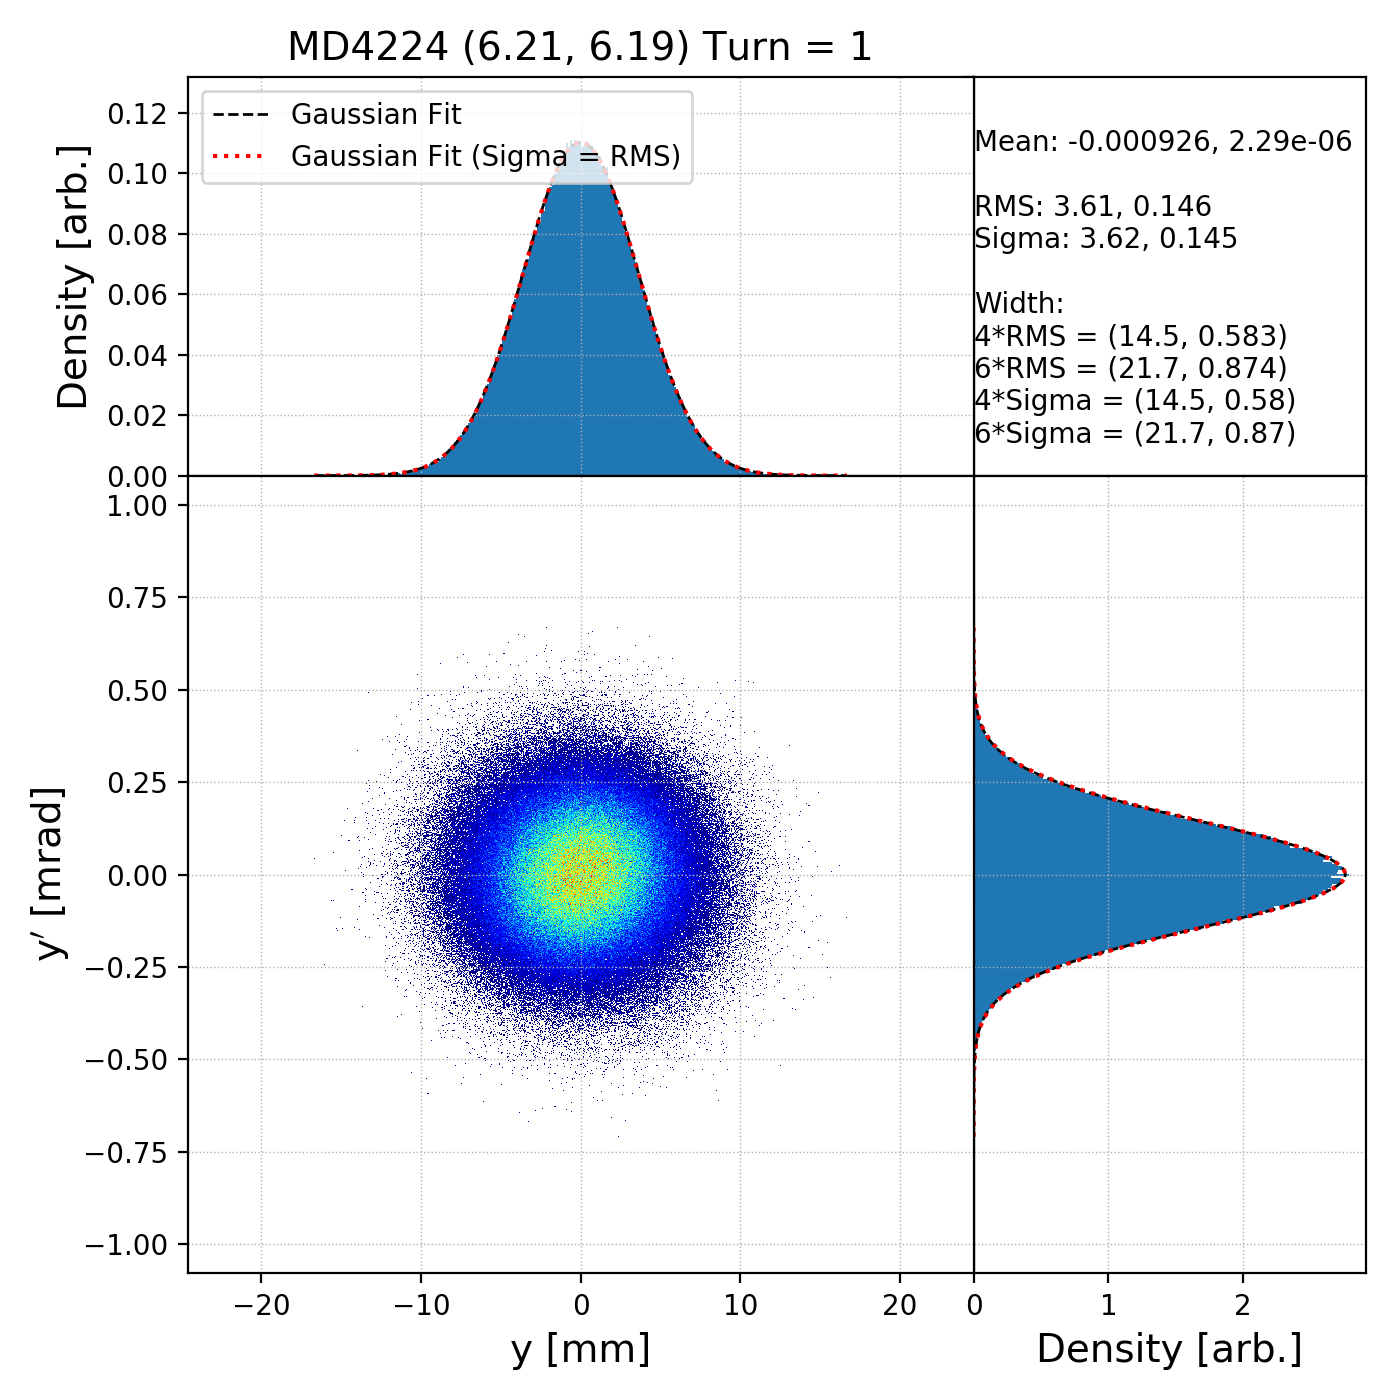 MD4224 (6.21, 6.19) Turn = 1
Gaussian Fit
Gaussian Fit (Sigma = RMS)
Density [arb.]
0.12
0.10
0.08
0.06
0.04
0.02
0.00
Mean: -0.000926, 2.29e-06
RMS: 3.61, 0.146
Sigma: 3.62, 0.145
Width:
4*RMS = (14.5, 0.583)
6*RMS = (21.7, 0.874)
4*Sigma = (14.5, 0.58)
6*Sigma = (21.7, 0.87)
y′ [mrad]
1.00
0.75
0.50
0.25
0.00
−0.25
−0.50
−0.75
−1.00
−20 −10 0 10 20
y [mm]
0 1 2
Density [arb.]